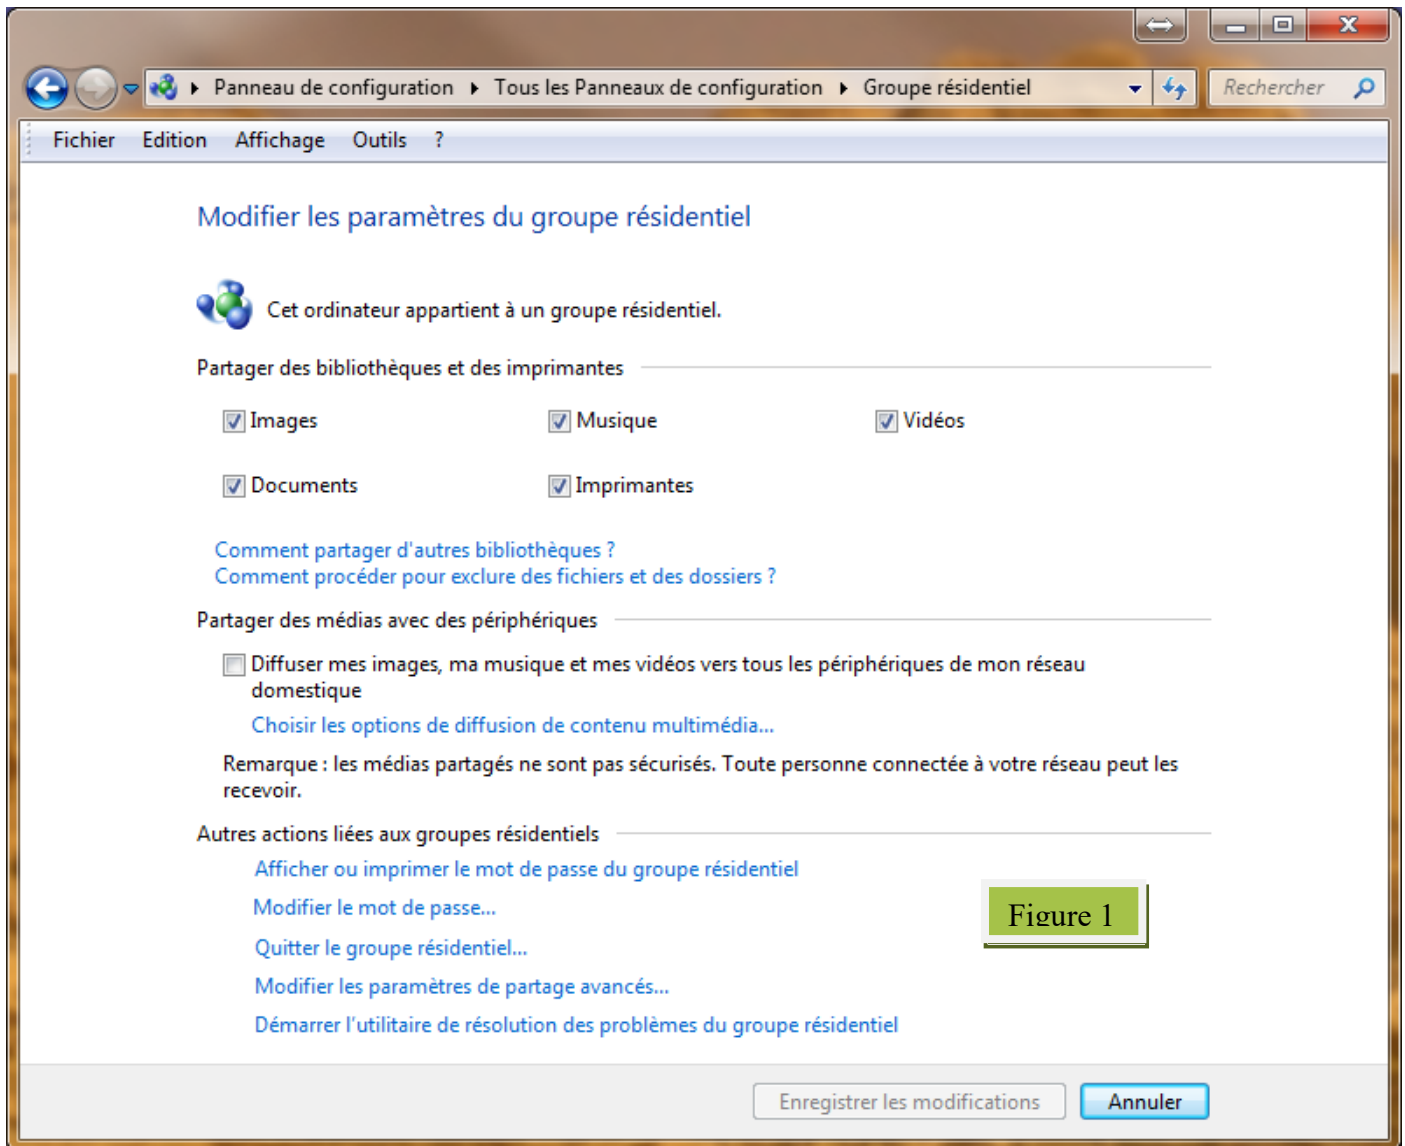 Panneau de configuration Tous les Panneaux de configuration Groupe résidentiel Rechercher
Fichier Edition Affichage Outils ?
Modifier les paramètres du groupe résidentiel
Cet ordinateur appartient à un groupe résidentiel.
Partager des bibliothèques et des imprimantes
Images Musique Vidéos
Documents Imprimantes
Comment partager d'autres bibliothèques ?
Comment procéder pour exclure des fichiers et des dossiers ?
Partager des médias avec des périphériques
Diffuser mes images, ma musique et mes vidéos vers tous les périphériques de mon réseau
domestique
Choisir les options de diffusion de contenu multimédia...
Remarque : les médias partagés ne sont pas sécurisés. Toute personne connectée à votre réseau peut les
recevoir.
Autres actions liées aux groupes résidentiels
Afficher ou imprimer le mot de passe du groupe résidentiel
Modifier le mot de passe...
Figure 1
Quitter le groupe résidentiel...
Modifier les paramètres de partage avancés...
Démarrer l'utilitaire de résolution des problèmes du groupe résidentiel
Enregistrer les modifications Annuler